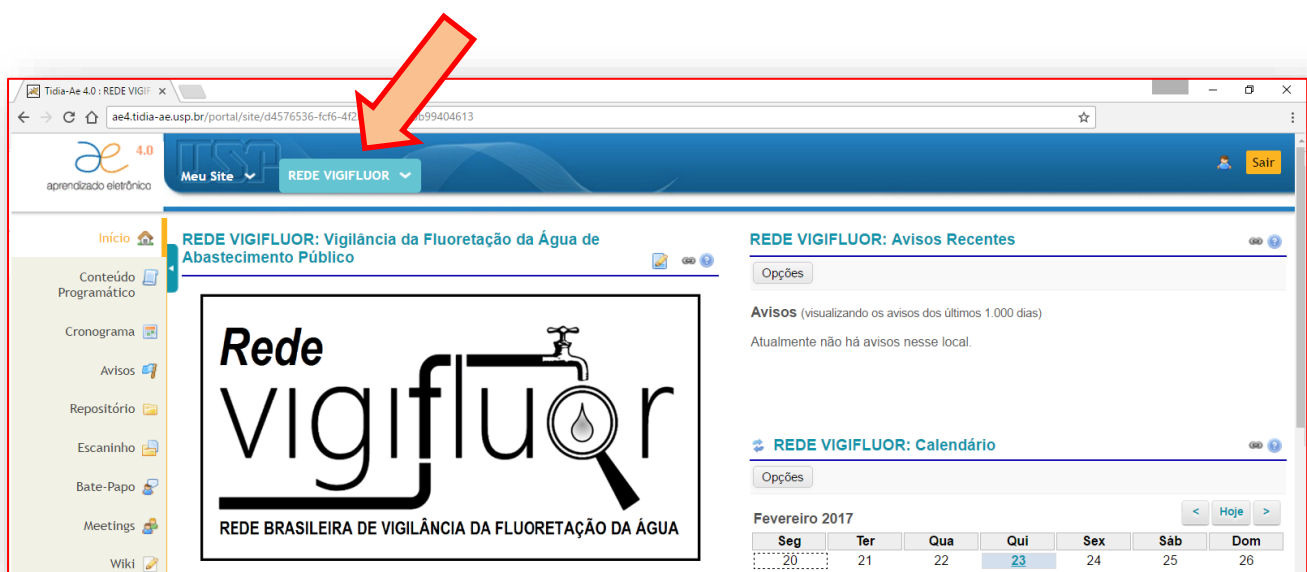 Tidia-Ae 4.0 : REDE VIGIF
ae4.tidia-ae.usp.br/portal/site/d4576536-fcf6-4f2 b99404613
4.0
aprendizado eletrônico
USP
Meu Site
REDE VIGIFLUOR
Sair
Início
Conteúdo
Programático
Cronograma
Avisos
Repositório
Escaninho
Bate-Papo
Meetings
Wiki
REDE VIGIFLUOR: Vigilância da Fluoretação da Água de
Abastecimento Público
Rede
vigifluor
REDE BRASILEIRA DE VIGILÂNCIA DA FLUORETAÇÃO DA ÁGUA
REDE VIGIFLUOR: Avisos Recentes
Opções
Avisos (visualizando os avisos dos últimos 1.000 dias)
Atualmente não há avisos nesse local.
REDE VIGIFLUOR: Calendário
Opções
Fevereiro 2017
< Hoje >
Seg Ter Qua Qui Sex Sáb Dom
20 21 22 23 24 25 26